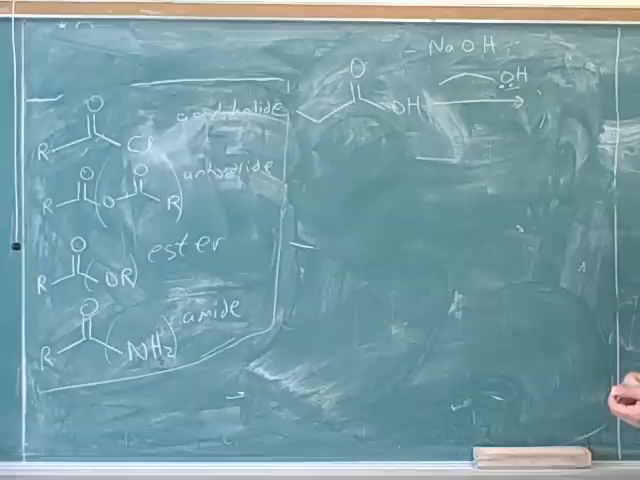 NaOH
O
OH
OH
O
R
Cl
acyl halide
O O
R O R
anhydride
O
R OR
ester
O
R NH2
amide